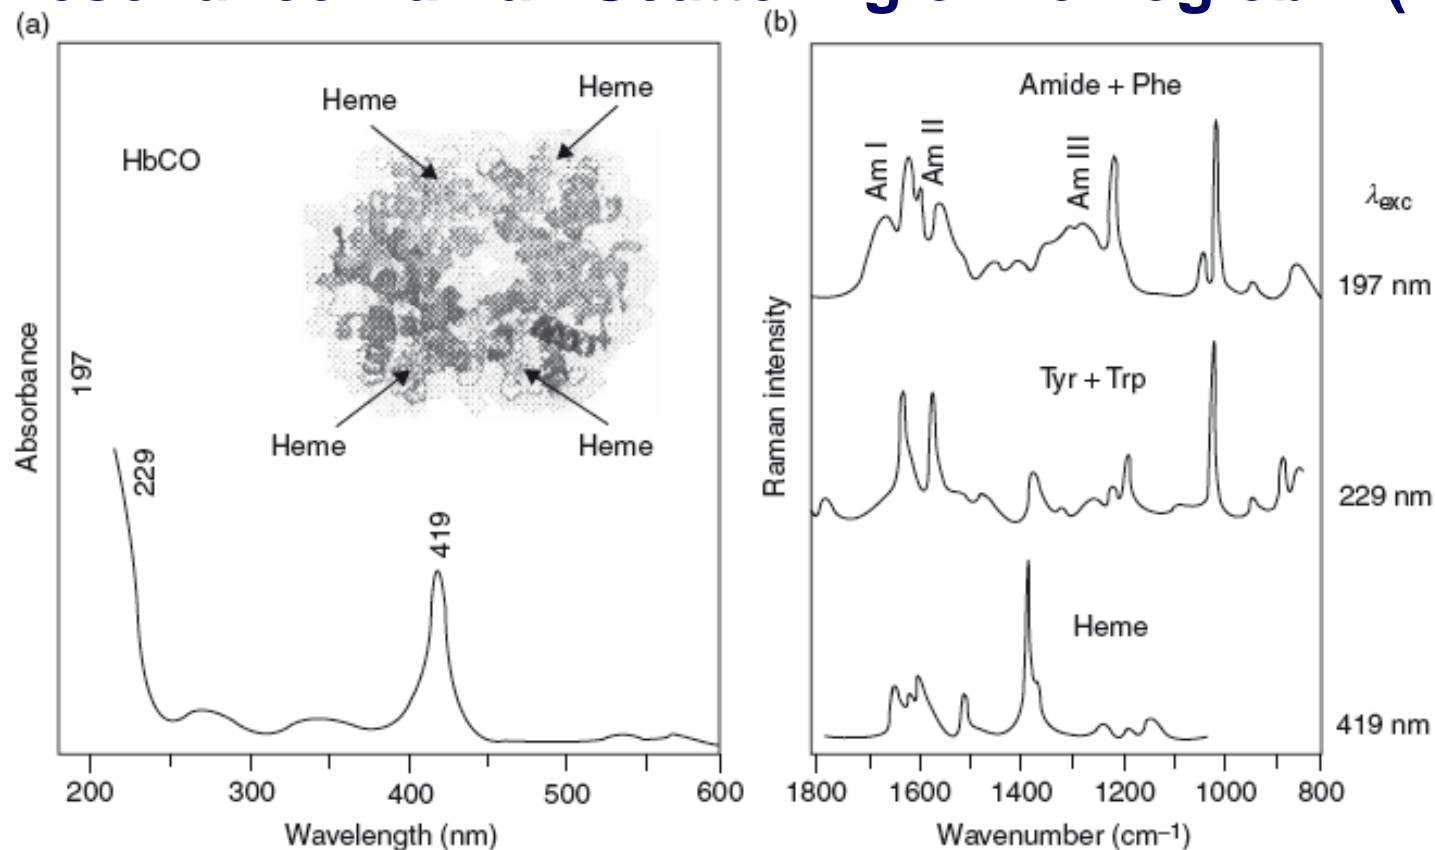 (a)
Heme
Heme
HbCO
197
229
419
Heme
Heme
Absorbance
200 300 400 500 600
Wavelength (nm)
(b)
Amide + Phe
Am I
Am II
Am III
λexc
197 nm
Tyr + Trp
229 nm
Heme
419 nm
Raman intensity
1800 1600 1400 1200 1000 800
Wavenumber (cm–1)